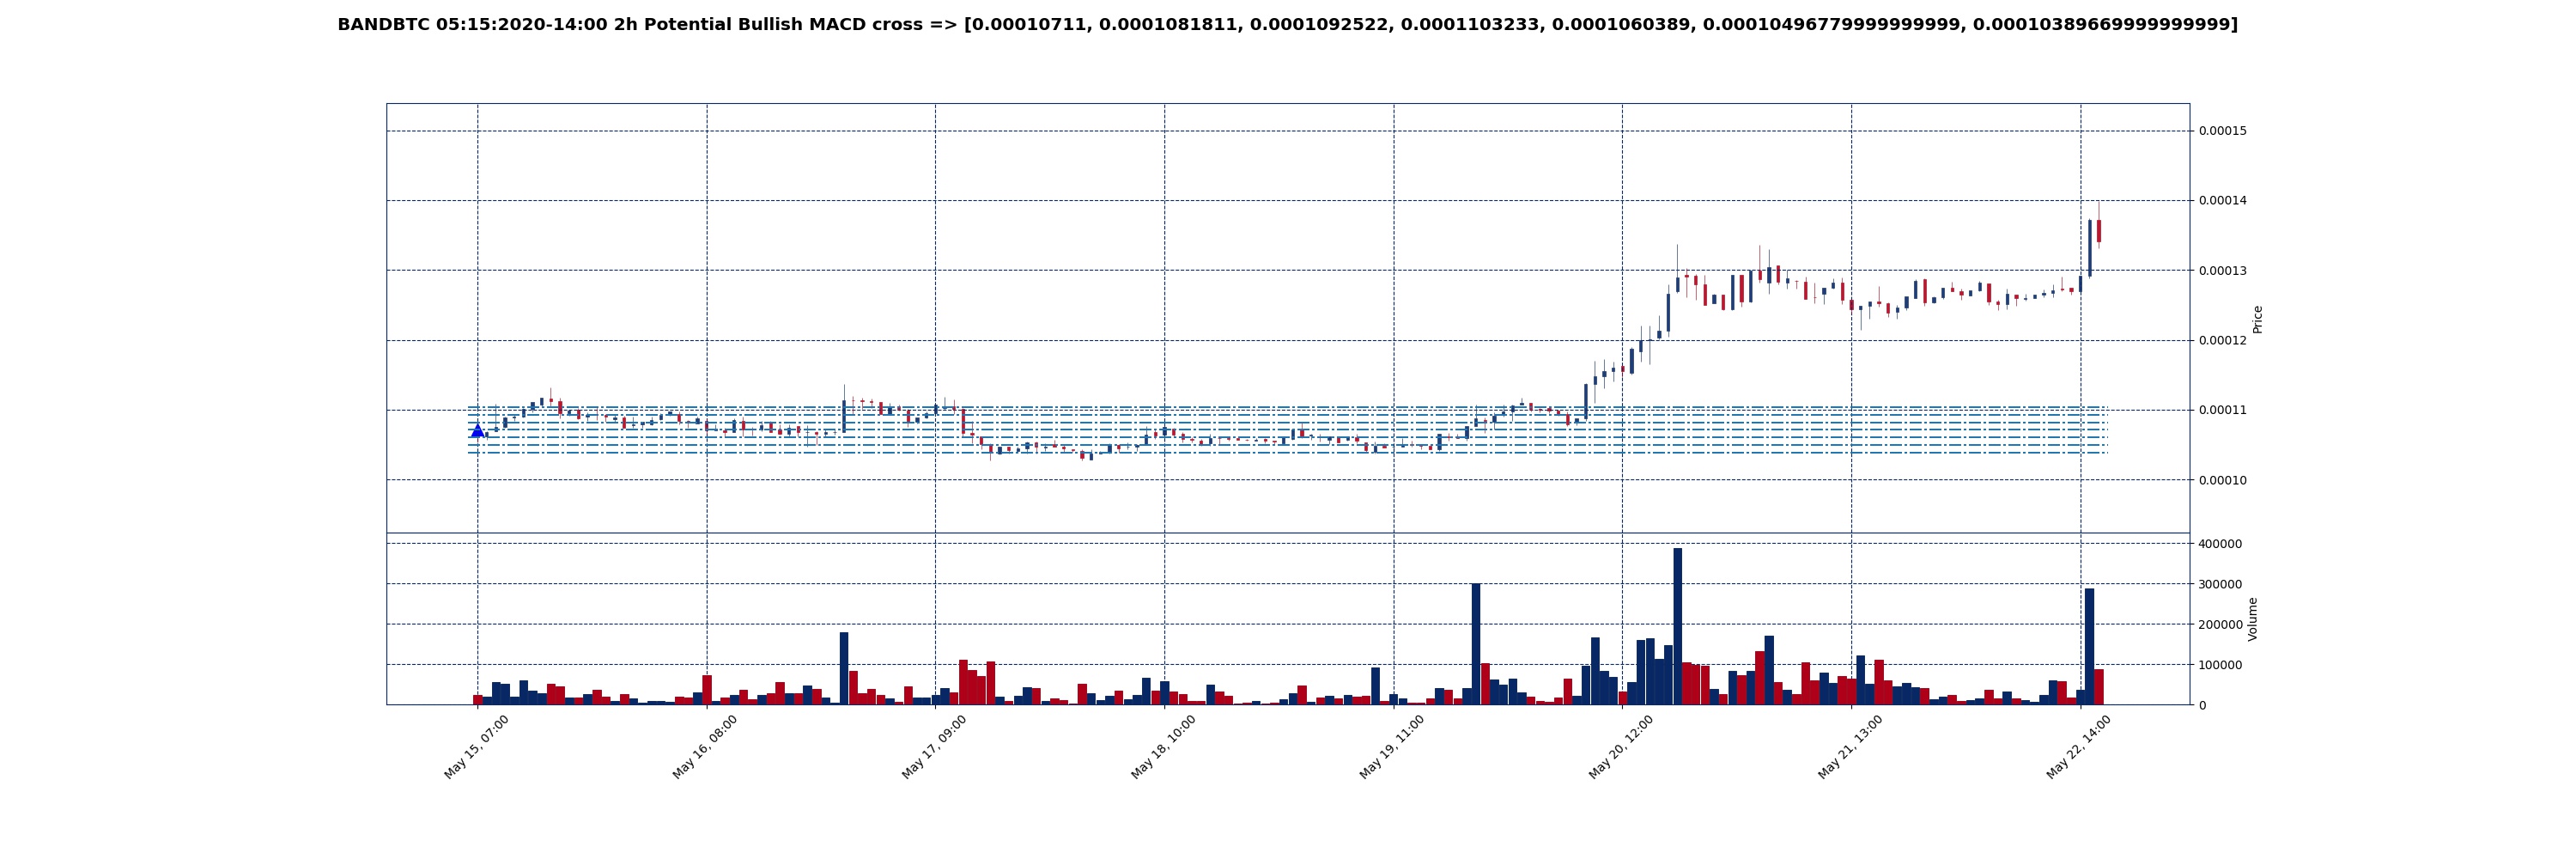 BANDBTC 05:15:2020-14:00 2h Potential Bullish MACD cross => [0.00010711, 0.0001081811, 0.0001092522, 0.0001103233, 0.0001060389, 0.00010496779999999999, 0.00010389669999999999]
0.00015
0.00014
0.00013
0.00012
0.00011
0.00010
Price
400000
300000
200000
100000
0
Volume
May 15, 07:00
May 16, 08:00
May 17, 09:00
May 18, 10:00
May 19, 11:00
May 20, 12:00
May 21, 13:00
May 22, 14:00